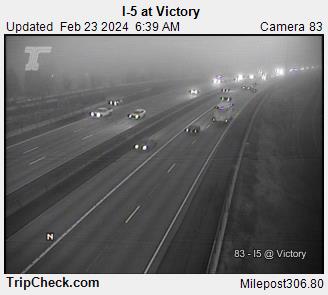 I-5 at Victory
Updated Feb 23 2024 6:39 AM Camera 83
N
83 - I5 @ Victory
TripCheck.com Milepost306.80